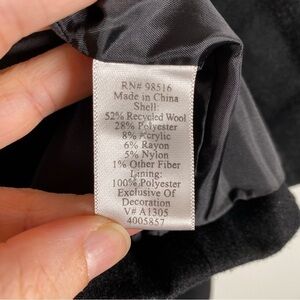 RN# 98516
Made in China
Shell:
52% Recycled Wool
28% Polyester
8% Acrylic
6% Rayon
5% Nylon
1% Other Fiber
Lining:
100% Polyester
Exclusive Of
Decoration
V# A1305
4005857